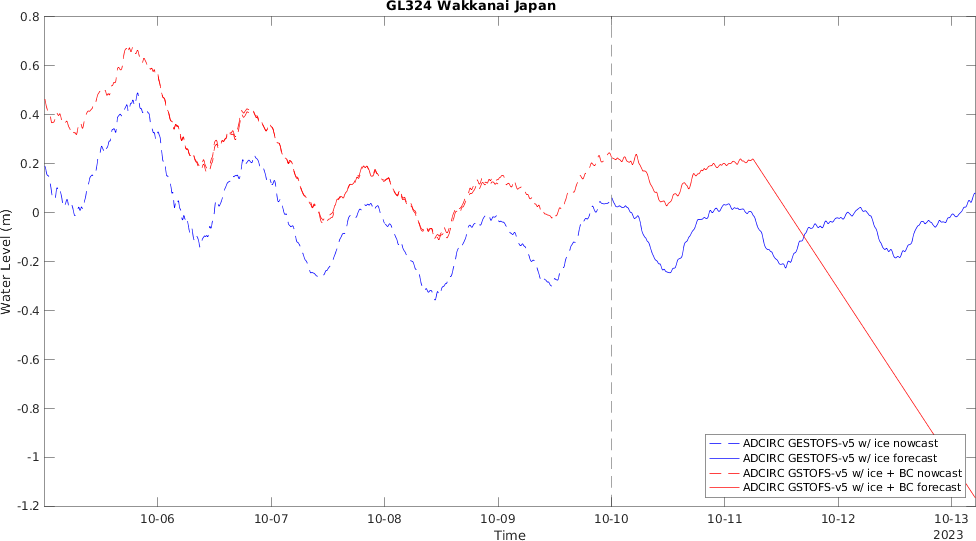 GL324 Wakkanai Japan
0.8
0.6
0.4
0.2
0
-0.2
-0.4
-0.6
-0.8
-1
-1.2
Water Level (m)
10-06 10-07 10-08 10-09 10-10 10-11 10-12 10-13
2023
Time
ADCIRC GESTOFS-v5 w/ ice nowcast
ADCIRC GESTOFS-v5 w/ ice forecast
ADCIRC GSTOFS-v5 w/ ice + BC nowcast
ADCIRC GSTOFS-v5 w/ ice + BC forecast